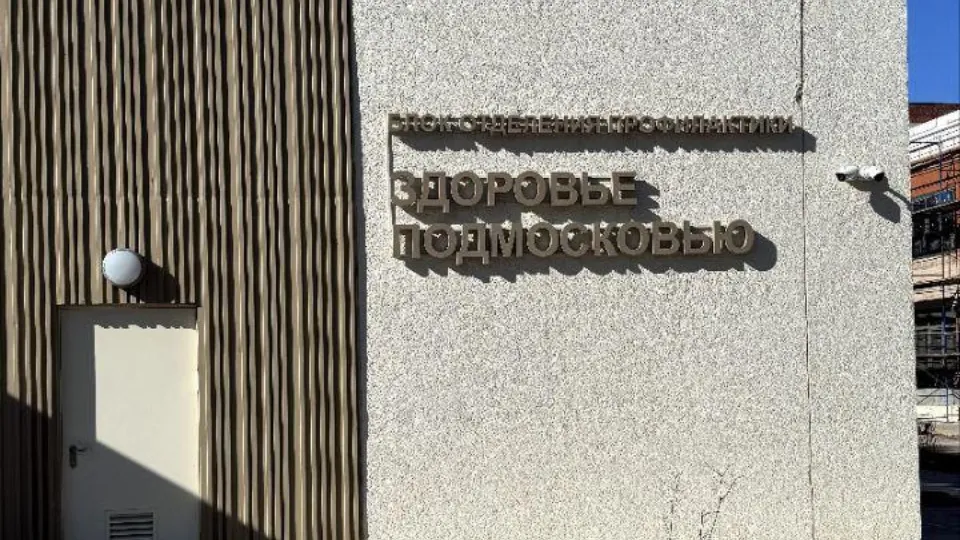 БЛОК ОТДЕЛЕНИЯ ПРОФИЛАКТИКИ
ЗДОРОВЬЕ
ПОДМОСКОВЬЮ